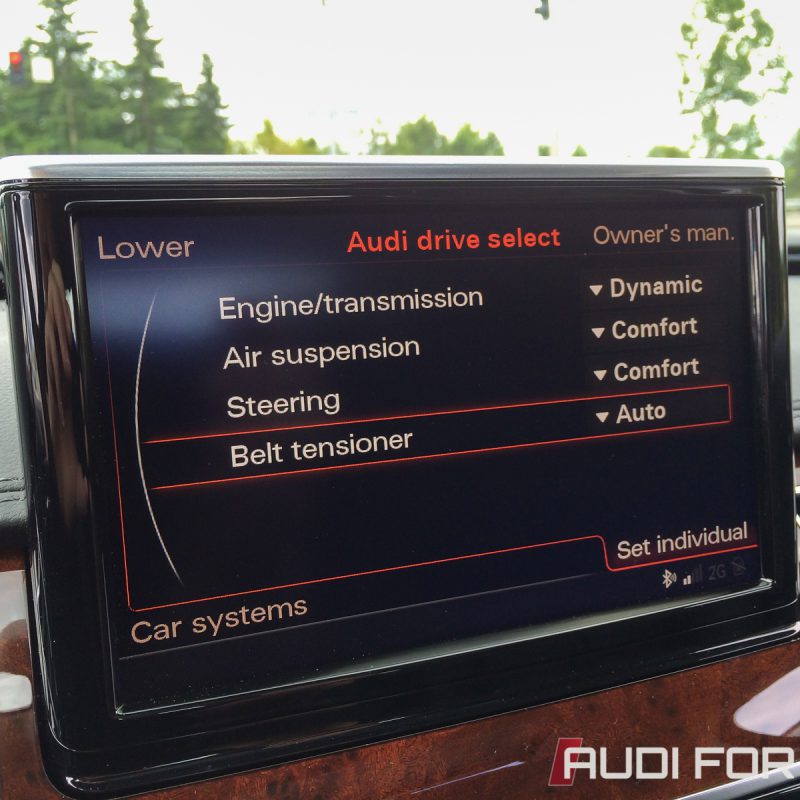 Lower Audi drive select Owner's man.
Engine/transmission ▼ Dynamic
Air suspension ▼ Comfort
Steering ▼ Comfort
Belt tensioner ▼ Auto
Set individual
2G
Car systems
AUDI FOR